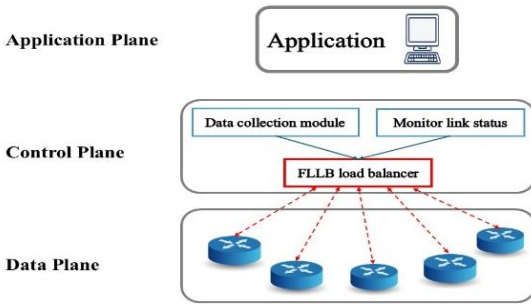 Application Plane
Application
Data collection module
Monitor link status
Control Plane
FLLB load balancer
Data Plane